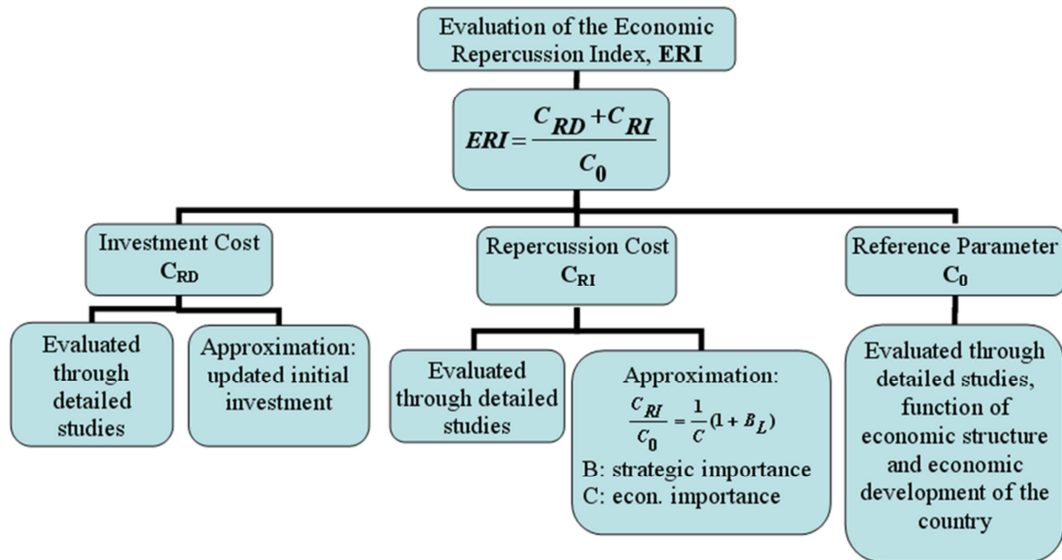 Evaluation of the Economic
Repercussion Index, ERI
ERI = (C_RD + C_RI) / C_0
Investment Cost
C_RD
Repercussion Cost
C_RI
Reference Parameter
C_0
Evaluated
through
detailed
studies
Approximation:
updated initial
investment
Evaluated
through detailed
studies
Approximation:
C_RI / C_0 = 1 / C (1 + B_L)
B: strategic importance
C: econ. importance
Evaluated through
detailed studies,
function of
economic structure
and economic
development of the
country